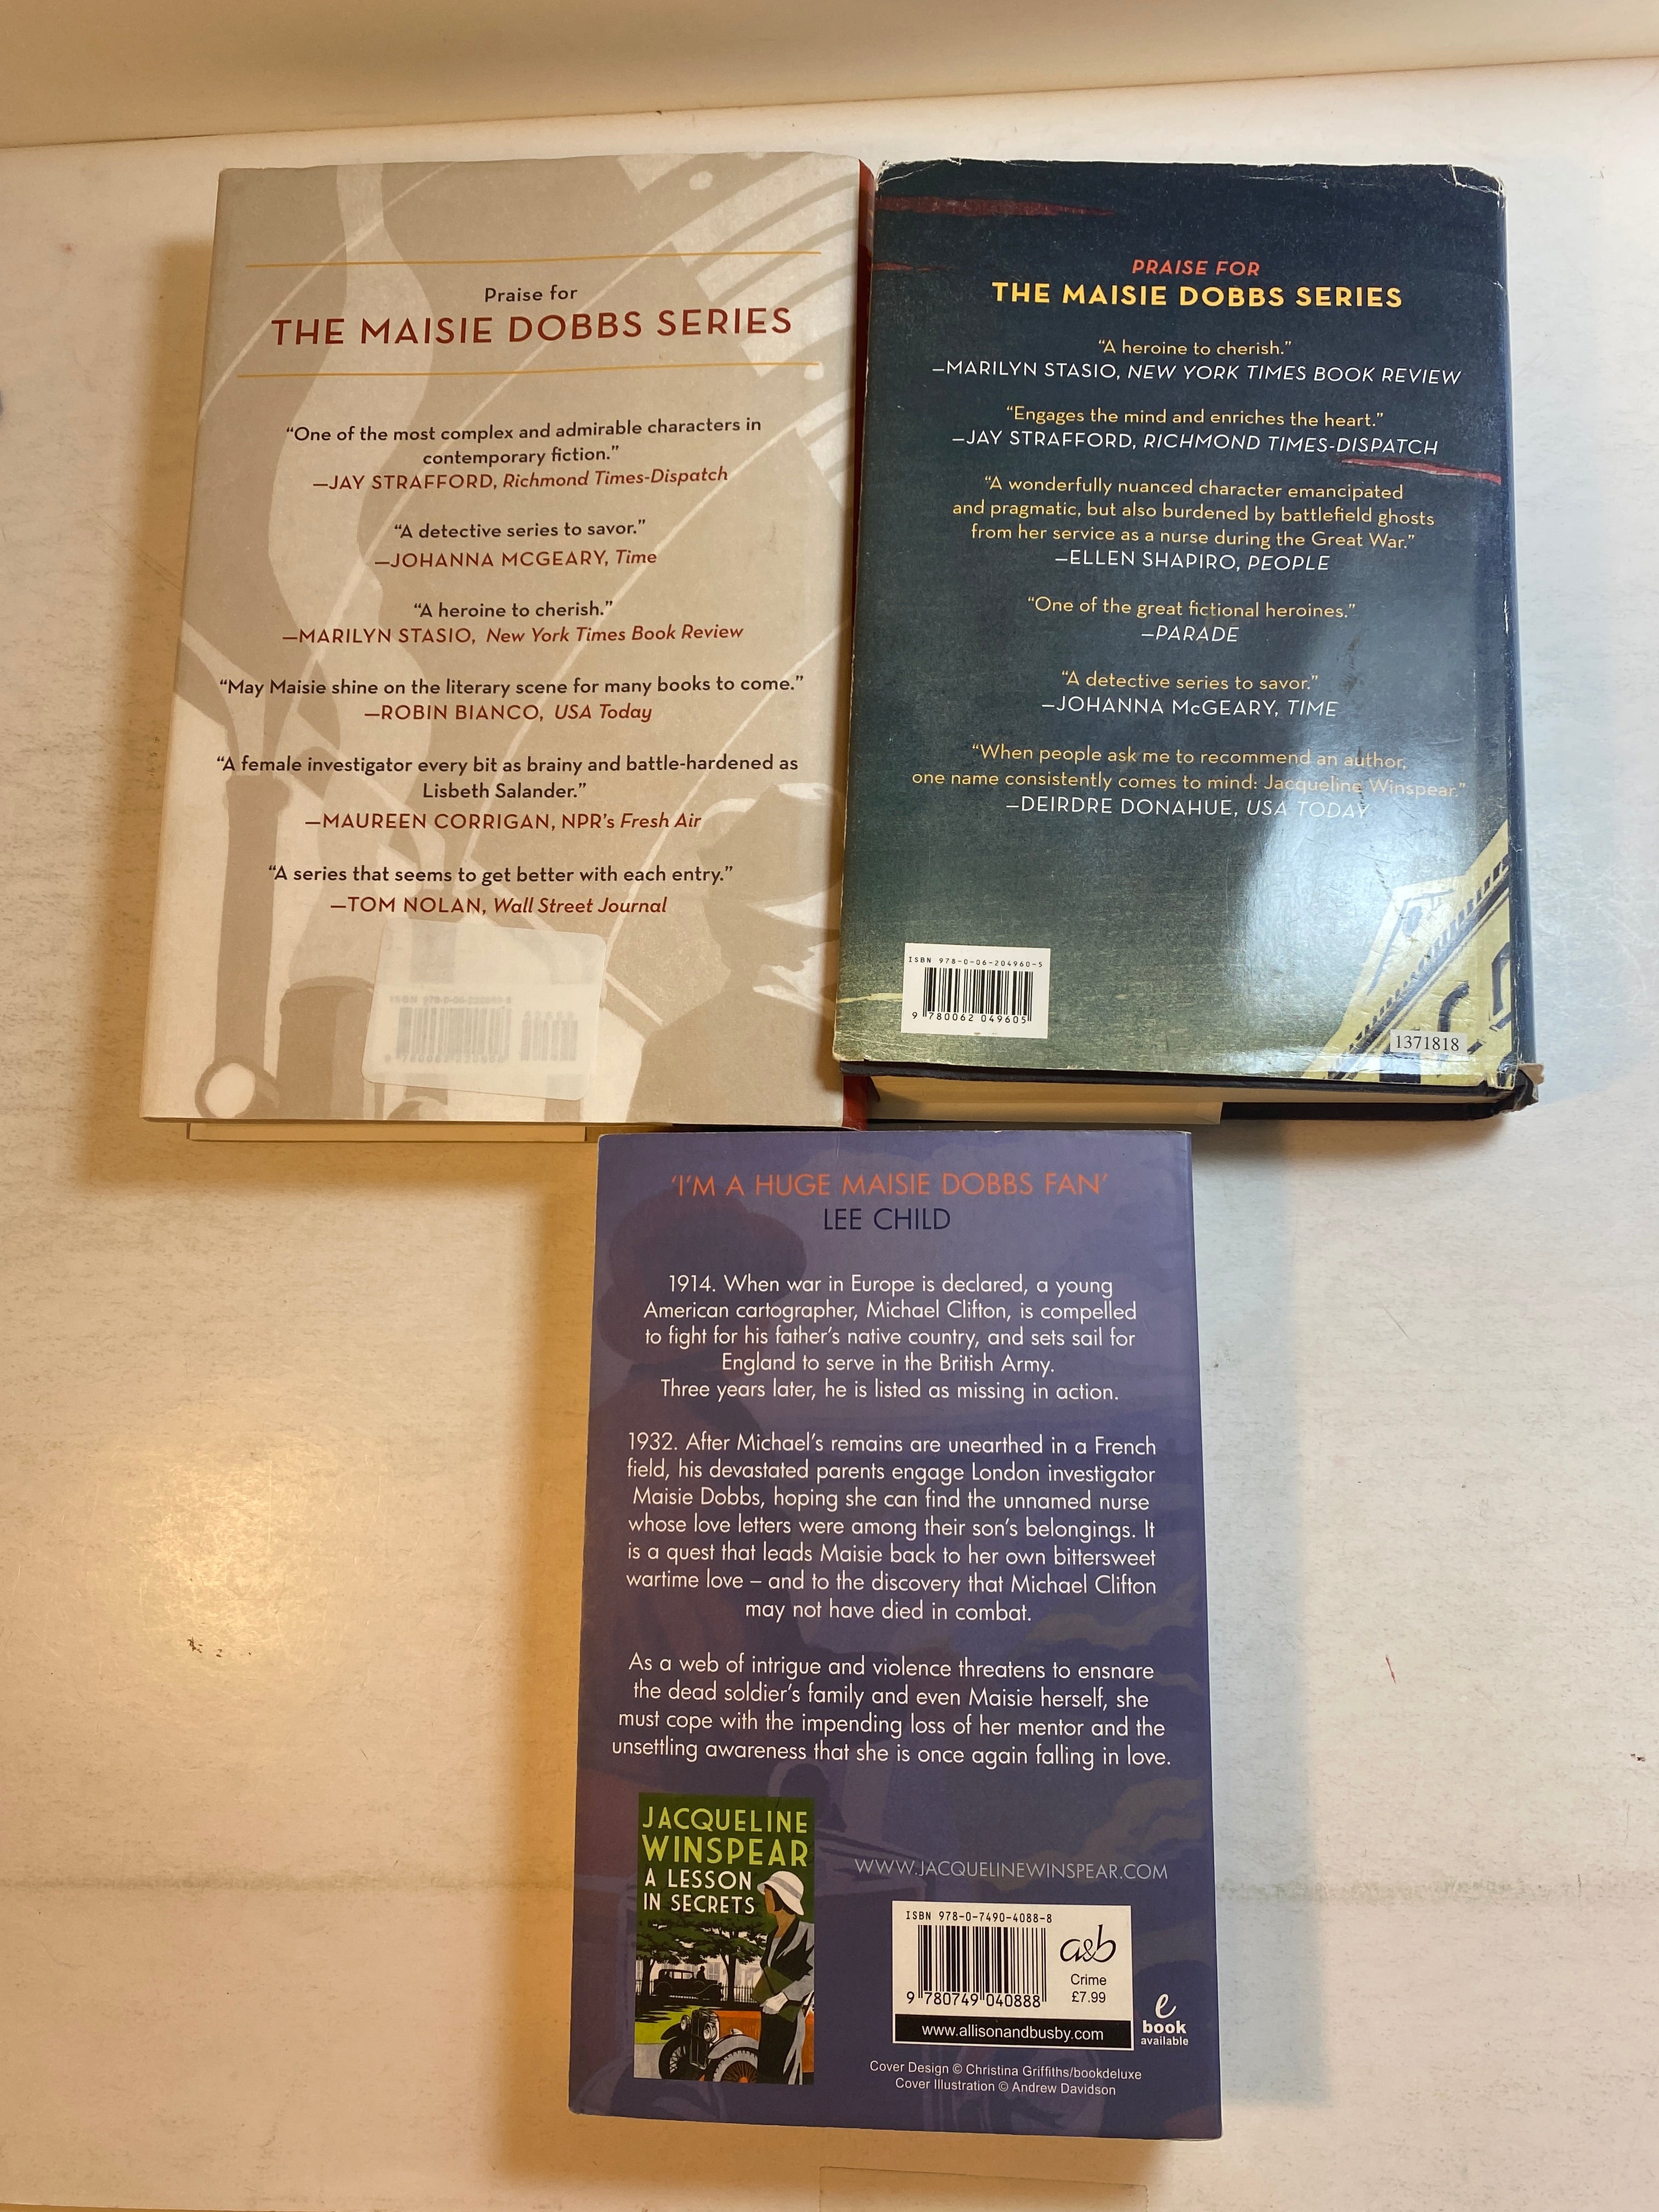 Praise for
THE MAISIE DOBBS SERIES
“One of the most complex and admirable characters in
contemporary fiction.”
—JAY STRAFFORD, Richmond Times-Dispatch
“A detective series to savor.”
—JOHANNA MCGEARY, Time
“A heroine to cherish.”
—MARILYN STASIO, New York Times Book Review
“May Maisie shine on the literary scene for many books to come.”
—ROBIN BIANCO, USA Today
“A female investigator every bit as brainy and battle-hardened as
Lisbeth Salander.”
—MAUREEN CORRIGAN, NPR’s Fresh Air
“A series that seems to get better with each entry.”
—TOM NOLAN, Wall Street Journal
PRAISE FOR
THE MAISIE DOBBS SERIES
“A heroine to cherish.”
—MARILYN STASIO, NEW YORK TIMES BOOK REVIEW
“Engages the mind and enriches the heart.”
—JAY STRAFFORD, RICHMOND TIMES-DISPATCH
“A wonderfully nuanced character emancipated
and pragmatic, but also burdened by battlefield ghosts
from her service as a nurse during the Great War.”
—ELLEN SHAPIRO, PEOPLE
“One of the great fictional heroines.”
—PARADE
“A detective series to savor.”
—JOHANNA McGEARY, TIME
“When people ask me to recommend an author,
one name consistently comes to mind: Jacqueline Winspear.”
—DEIRDRE DONAHUE, USA TODAY
ISBN 978-0-06-204960-5
9 780062 049605
1371818
‘I’M A HUGE MAISIE DOBBS FAN’
LEE CHILD
1914. When war in Europe is declared, a young
American cartographer, Michael Clifton, is compelled
to fight for his father’s native country, and sets sail for
England to serve in the British Army.
Three years later, he is listed as missing in action.
1932. After Michael’s remains are unearthed in a French
field, his devastated parents engage London investigator
Maisie Dobbs, hoping she can find the unnamed nurse
whose love letters were among their son’s belongings. It
is a quest that leads Maisie back to her own bittersweet
wartime love – and to the discovery that Michael Clifton
may not have died in combat.
As a web of intrigue and violence threatens to ensnare
the dead soldier’s family and even Maisie herself, she
must cope with the impending loss of her mentor and the
unsettling awareness that she is once again falling in love.
JACQUELINE
WINSPEAR
A LESSON
IN SECRETS
WWW.JACQUELINEWINSPEAR.COM
ISBN 978-0-7490-4088-8
9 780749 040888
a&b
Crime
£7.99
www.allisonandbusby.com
e
book
available
Cover Design © Christina Griffiths/bookdeluxe
Cover Illustration © Andrew Davidson